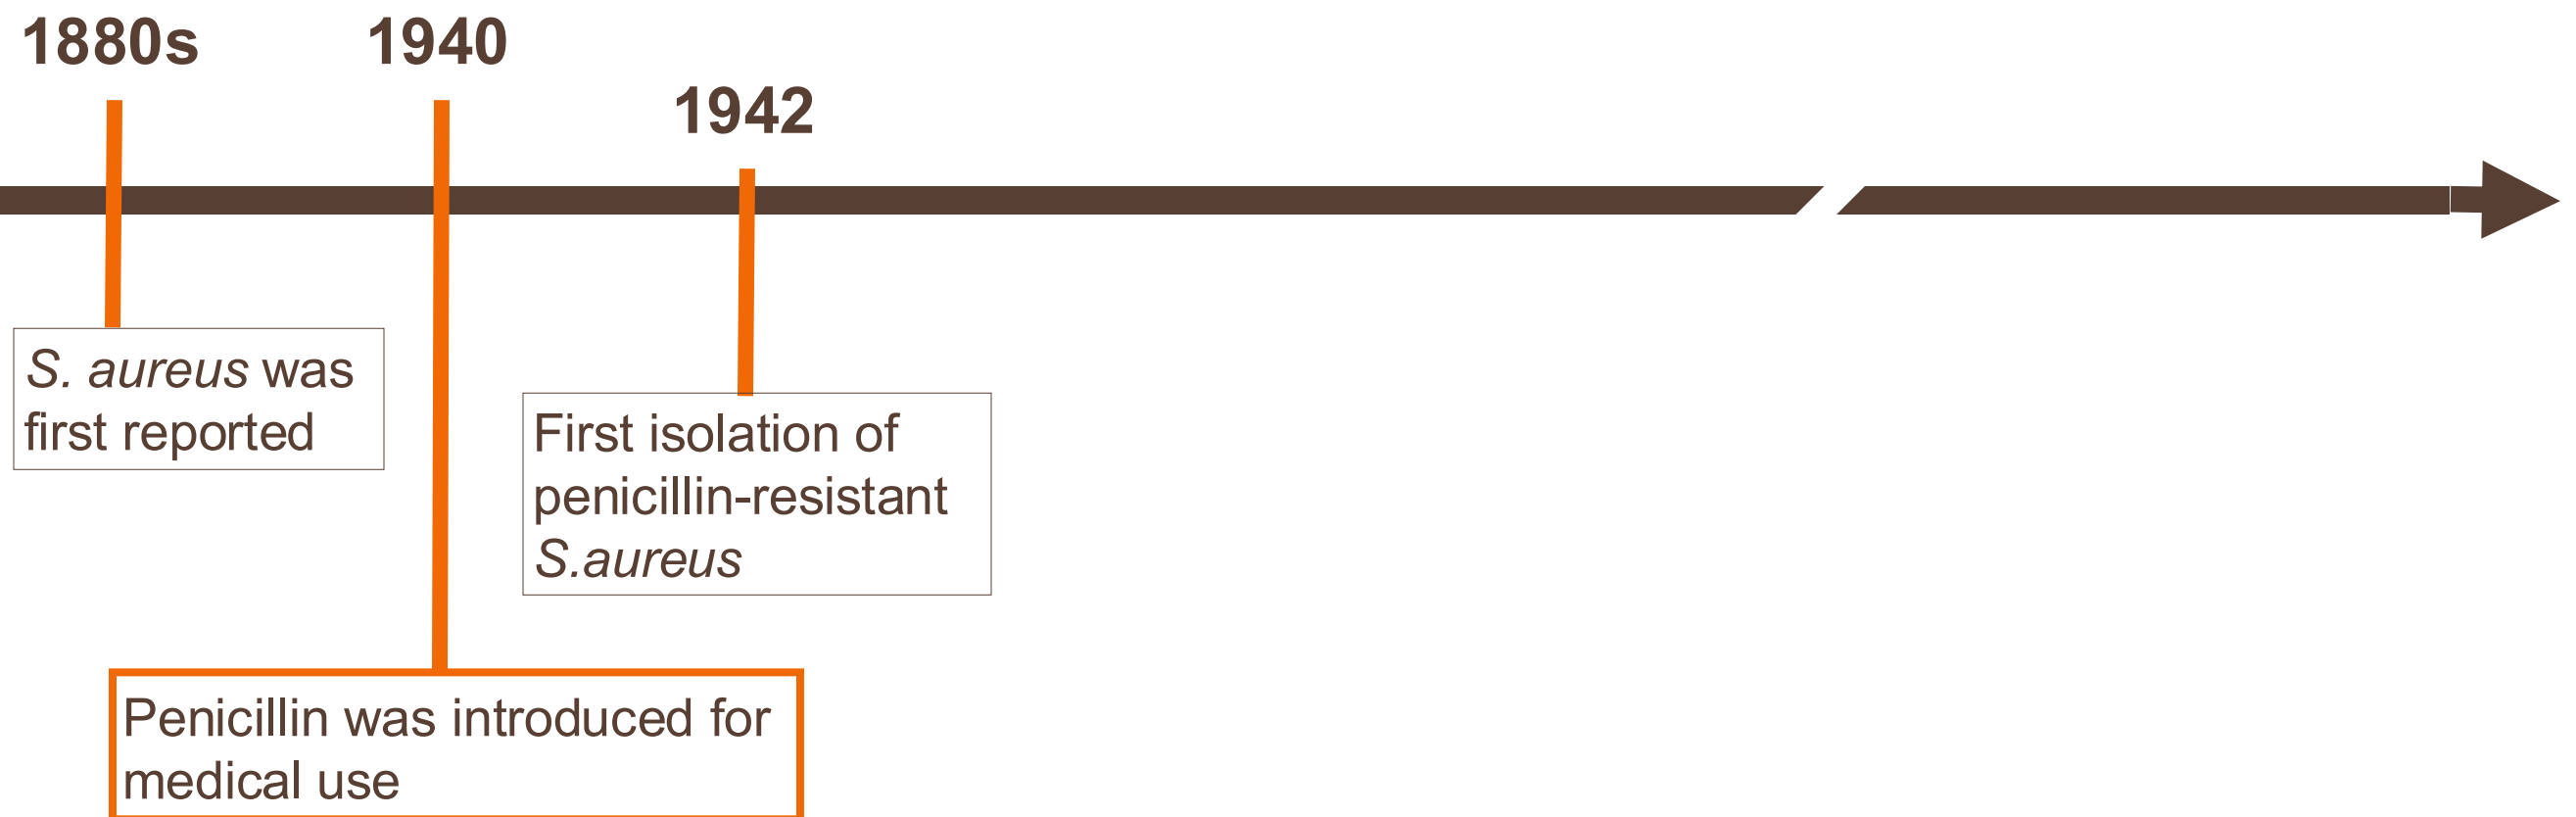 1880s
1940
1942
S. aureus was
first reported
First isolation of
penicillin-resistant
S.aureus
Penicillin was introduced for
medical use